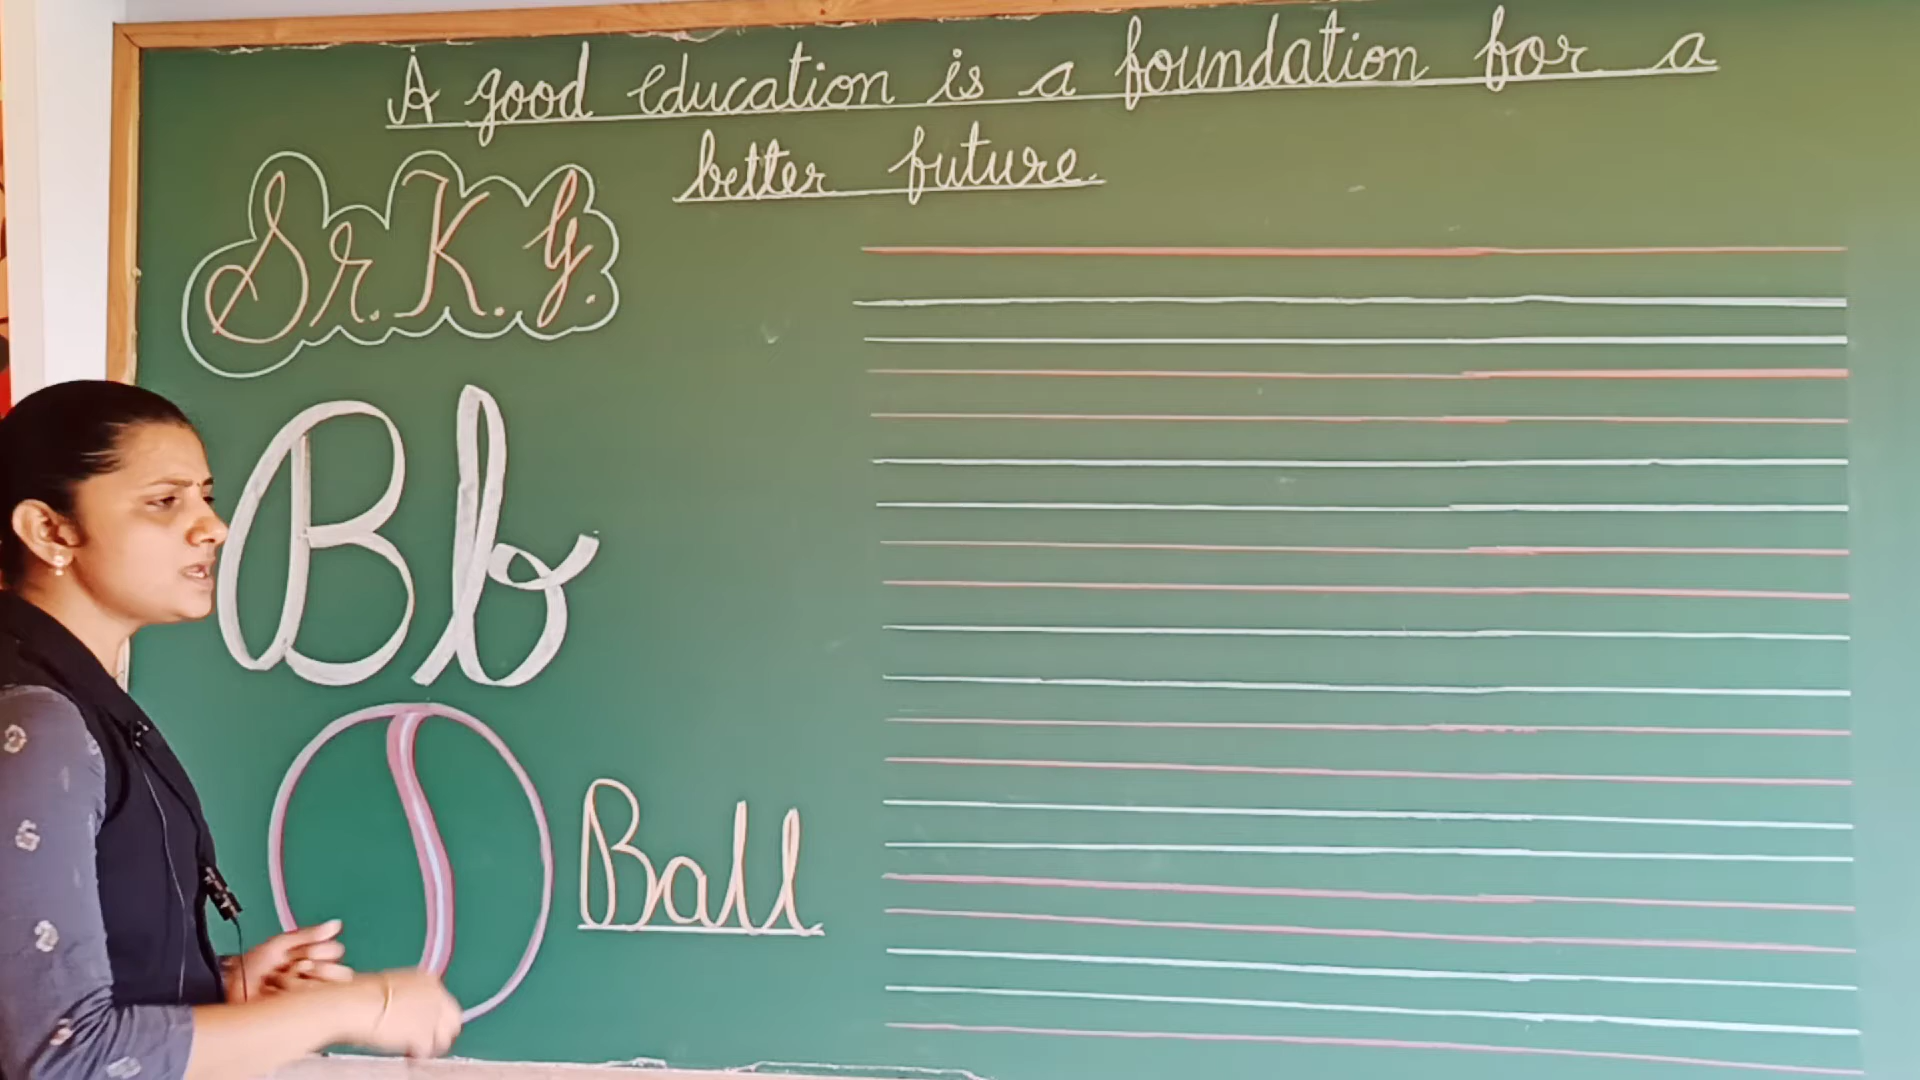 A good education is a foundation for a
better future.
Sr.K.G.
Bb
Ball